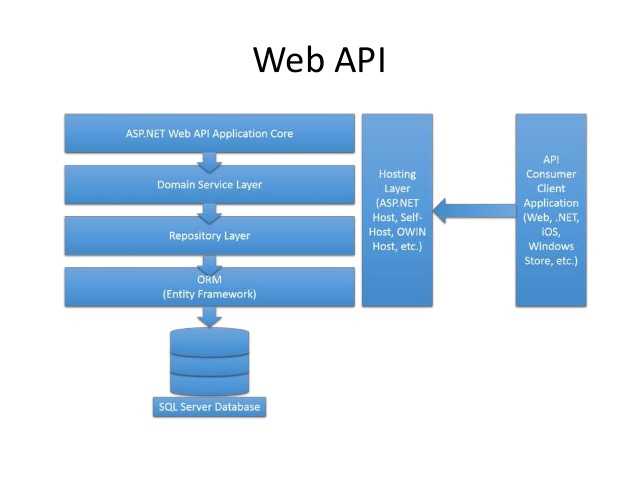 Web API
ASP.NET Web API Application Core
Domain Service Layer
Repository Layer
ORM
(Entity Framework)
SQL Server Database
Hosting
Layer
(ASP.NET
Host, Self-
Host, OWIN
Host, etc.)
API
Consumer
Client
Application
(Web, .NET,
iOS,
Windows
Store, etc.)